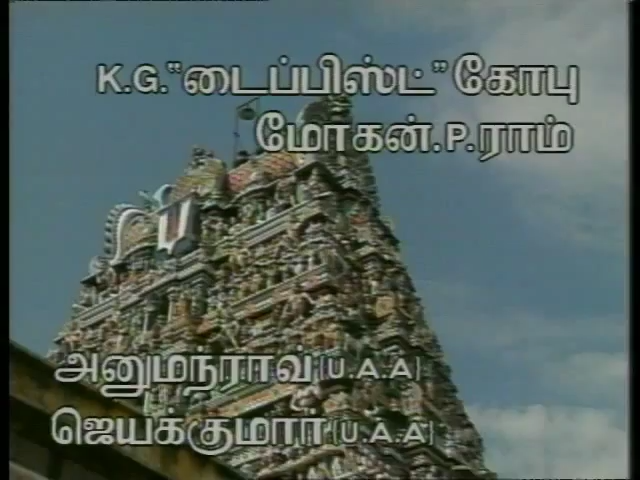 K.G. "டைப்பிஸ்ட்" கோபு
மோகன்.P.ராம்
அனுமந்ராவ் (U.A.A)
ஜெயக்குமார் (U.A.A)